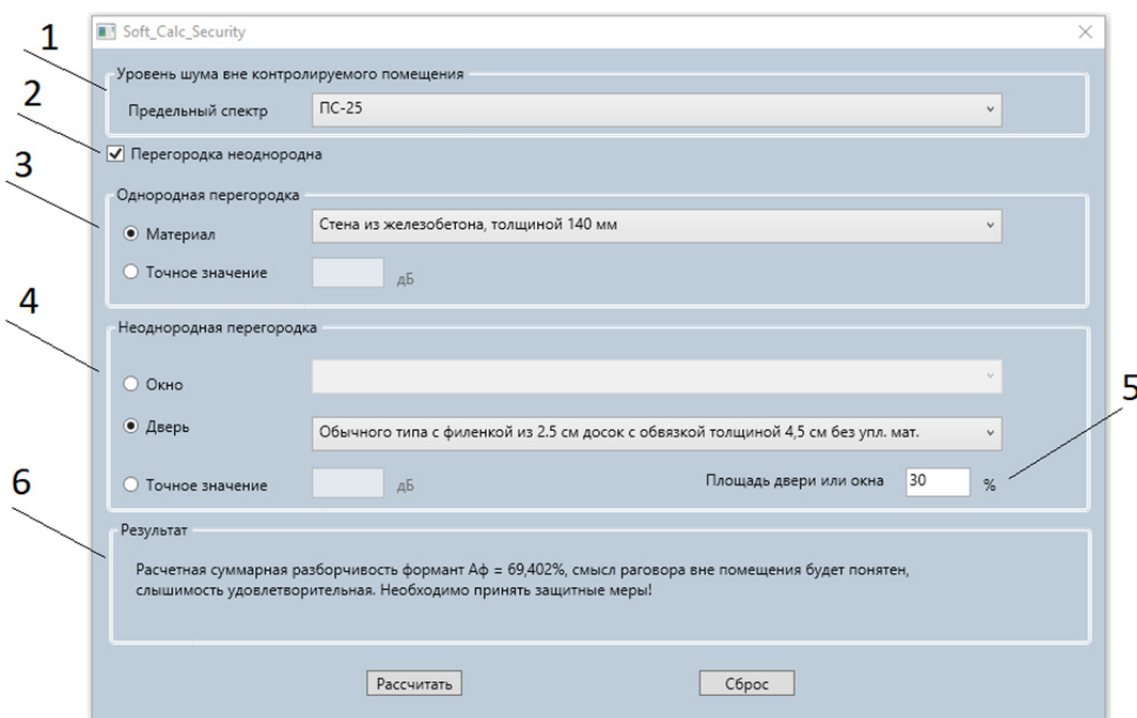 Soft_Calc_Security
1
Уровень шума вне контролируемого помещения
Предельный спектр ПС-25
2
Перегородка неоднородна
3
Однородная перегородка
Материал Стена из железобетона, толщиной 140 мм
Точное значение дБ
4
Неоднородная перегородка
Окно
5
Дверь Обычного типа с филенкой из 2.5 см досок с обвязкой толщиной 4,5 см без упл. мат.
6
Точное значение дБ Площадь двери или окна 30 %
Результат
Расчетная суммарная разборчивость формант Аф = 69,402%, смысл раговора вне помещения будет понятен,
слышимость удовлетворительная. Необходимо принять защитные меры!
Рассчитать Сброс